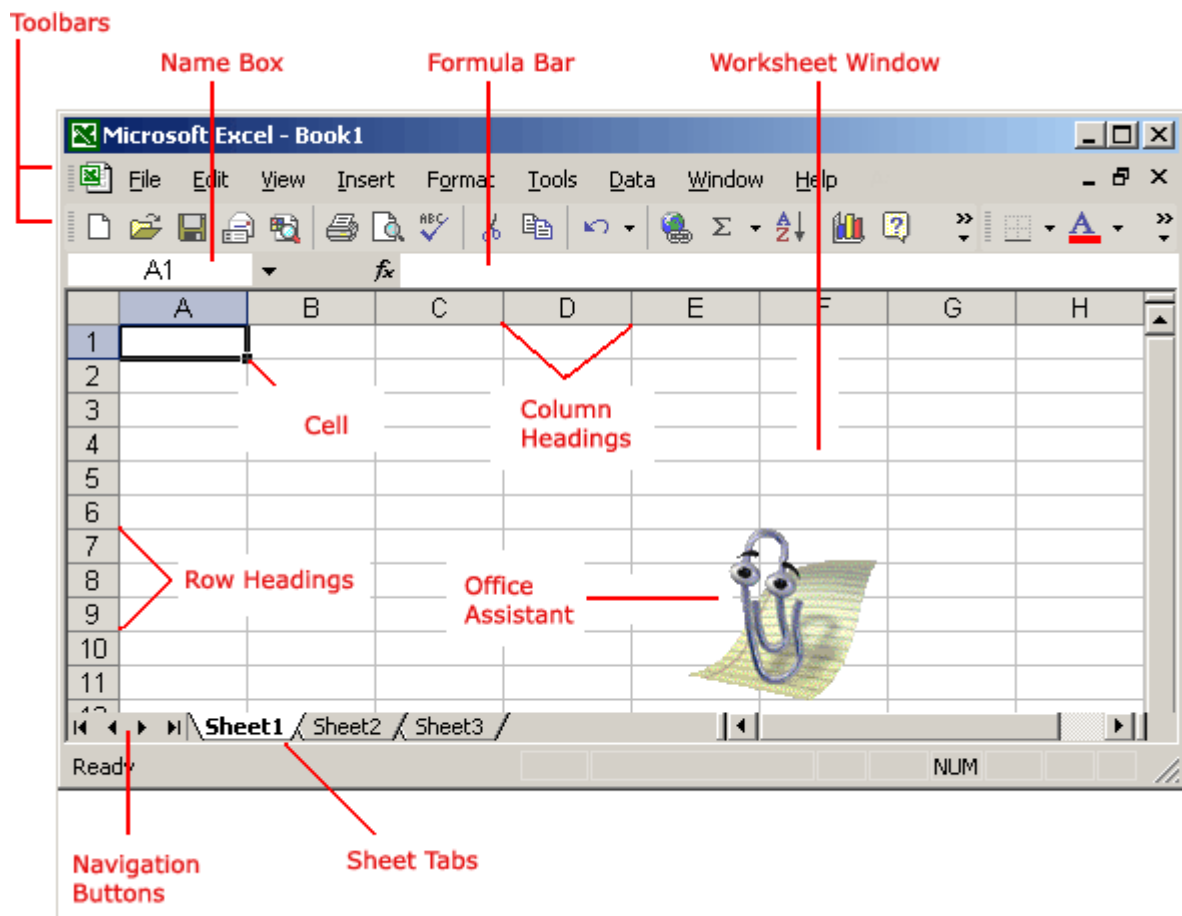 Toolbars
Name Box
Formula Bar
Worksheet Window
Microsoft Excel - Book1
File Edit View Insert Format Tools Data Window Help
ABC Σ A Z ? A
A1 fx
A B C D E F G H
1
2
3
Column
4
Cell
Headings
5
6
7
8
Row Headings
Office
9
Assistant
10
11
12
Sheet1 Sheet2 Sheet3
Ready NUM
Navigation
Buttons
Sheet Tabs